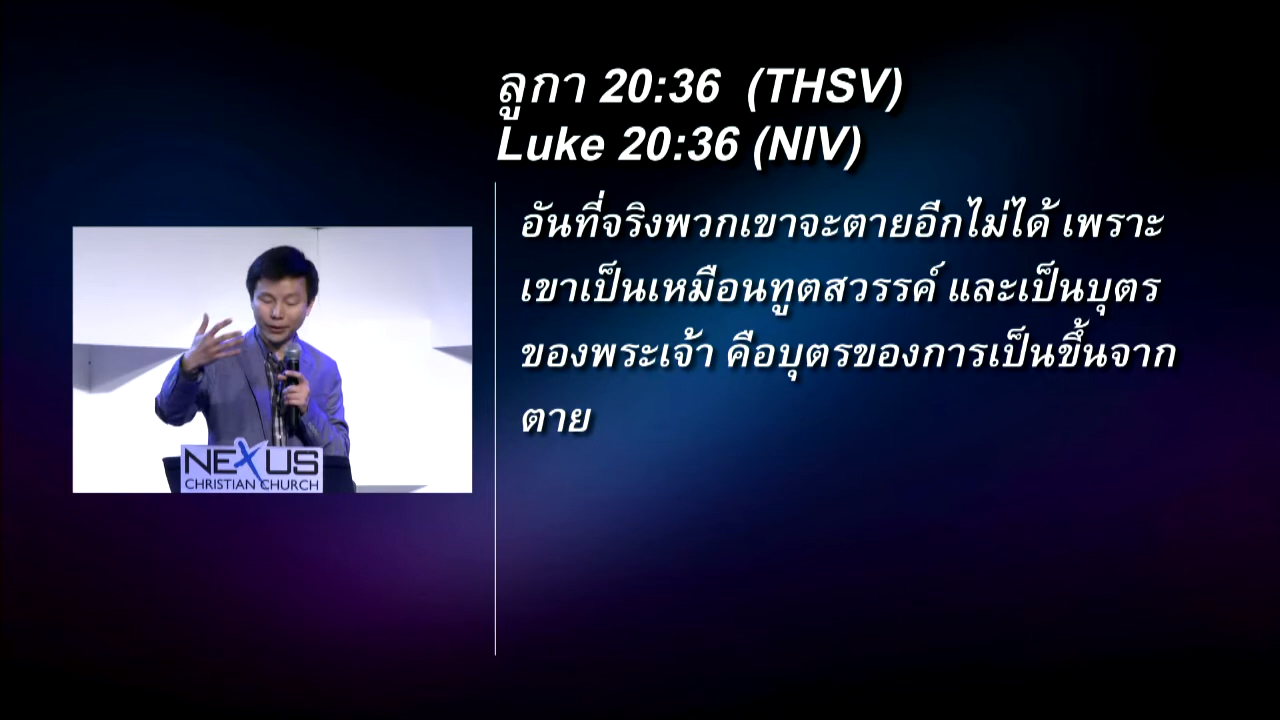 ลูกา 20:36 (THSV)
Luke 20:36 (NIV)
อันที่จริงพวกเขาจะตายอีกไม่ได้ เพราะ
เขาเป็นเหมือนทูตสวรรค์ และเป็นบุตร
ของพระเจ้า คือบุตรของการเป็นขึ้นจาก
ตาย
NEXUS
CHRISTIAN CHURCH